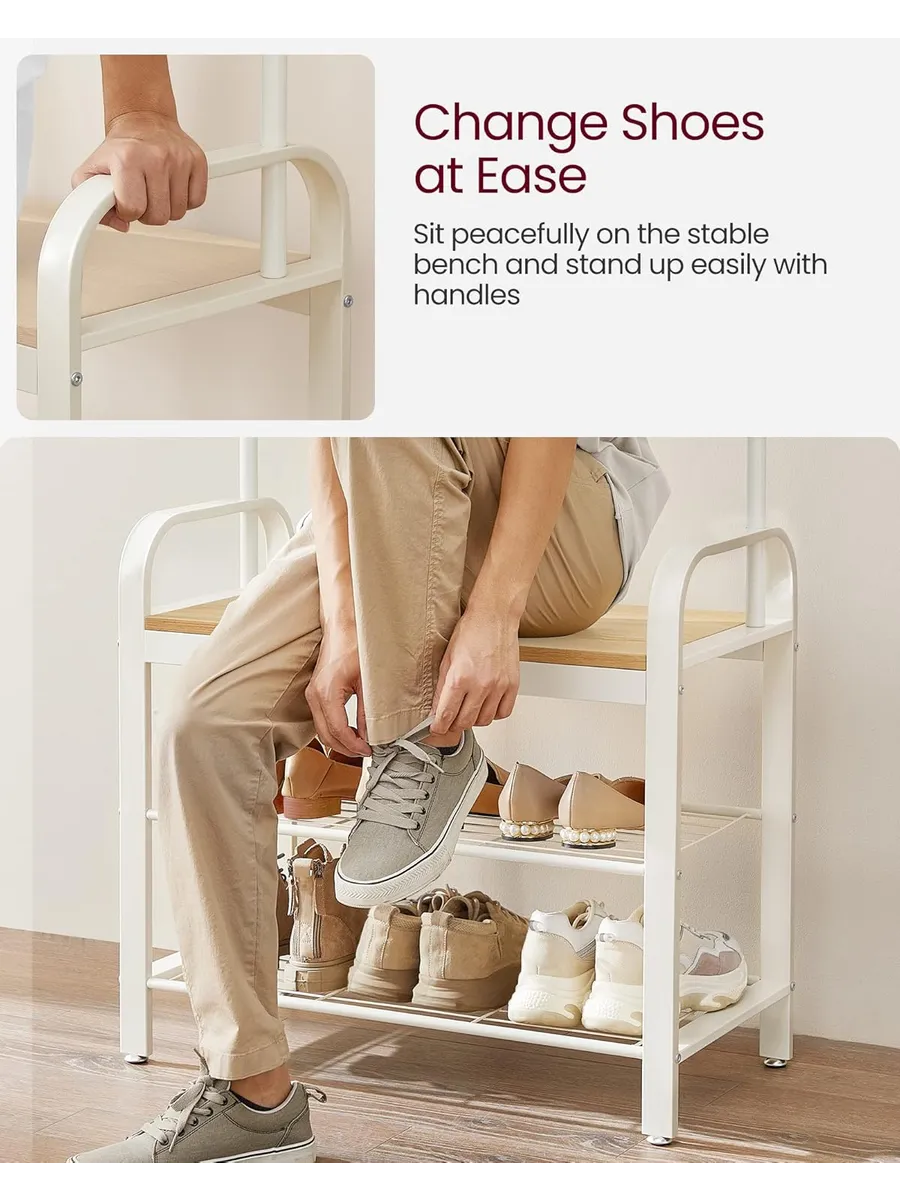 Change Shoes
at Ease
Sit peacefully on the stable
bench and stand up easily with
handles